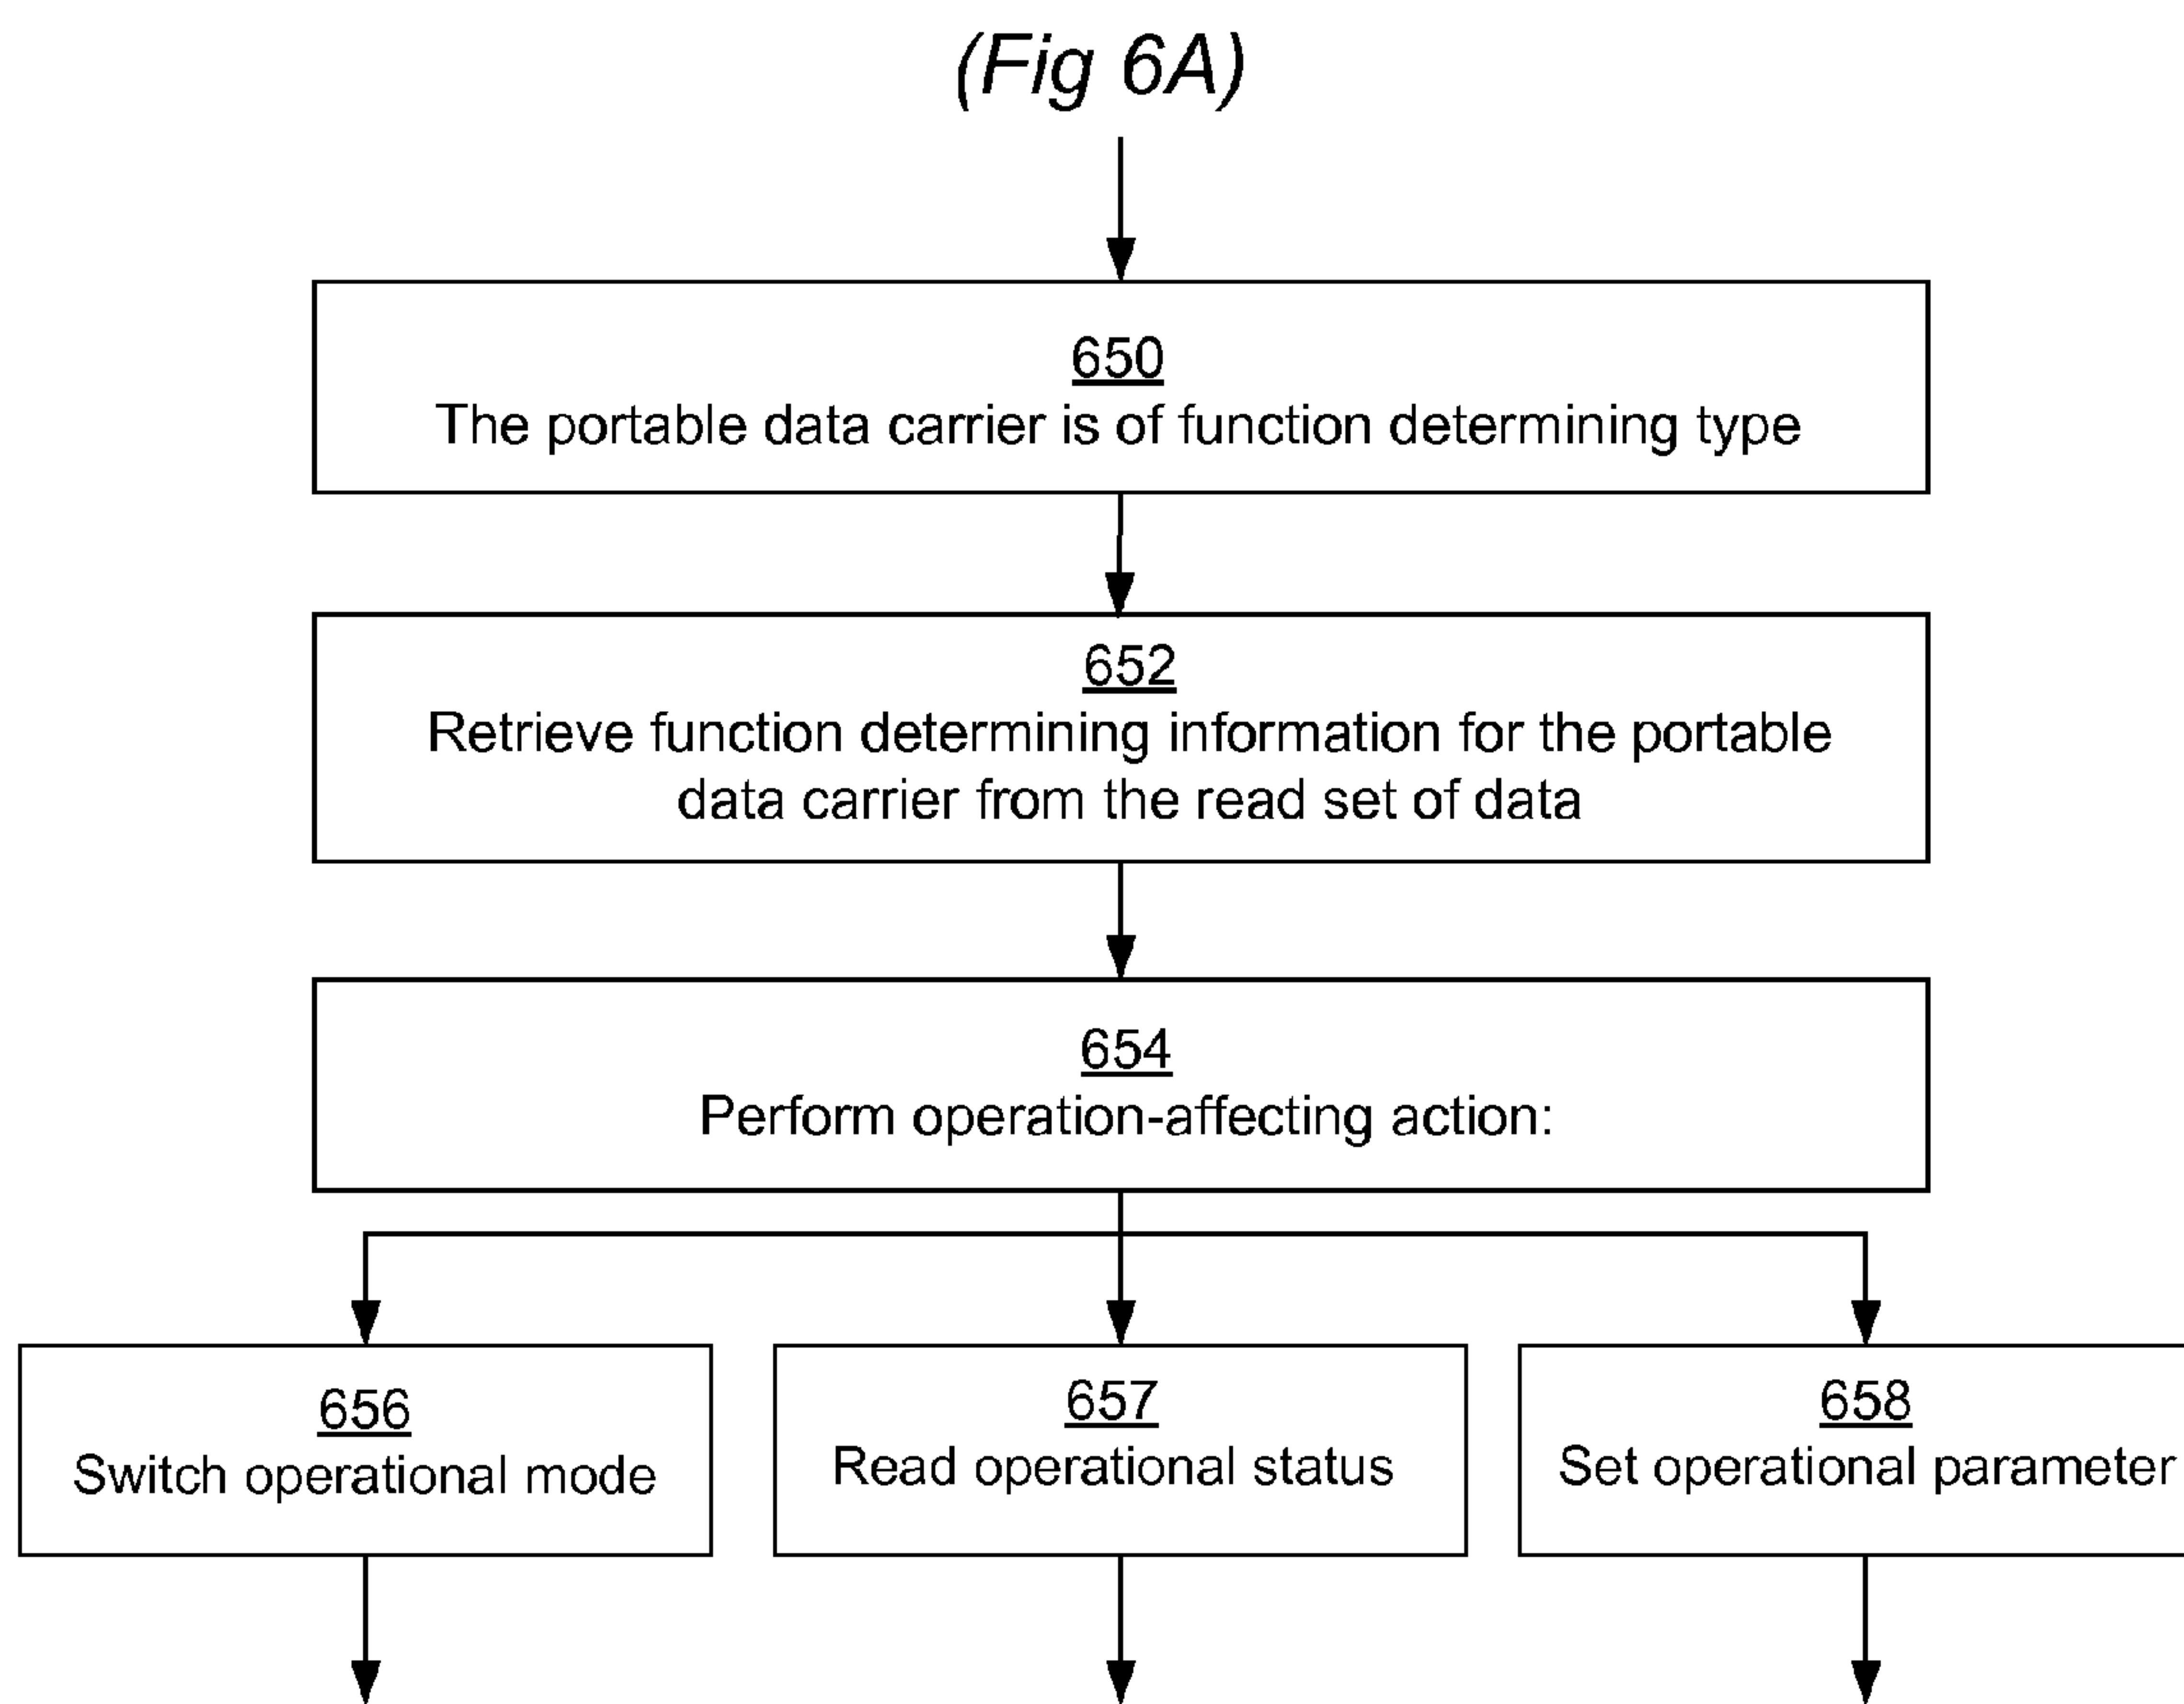 (Fig 6A)
650
The portable data carrier is of function determining type
652
Retrieve function determining information for the portable
data carrier from the read set of data
654
Perform operation-affecting action:
656
Switch operational mode
657
Read operational status
658
Set operational parameter